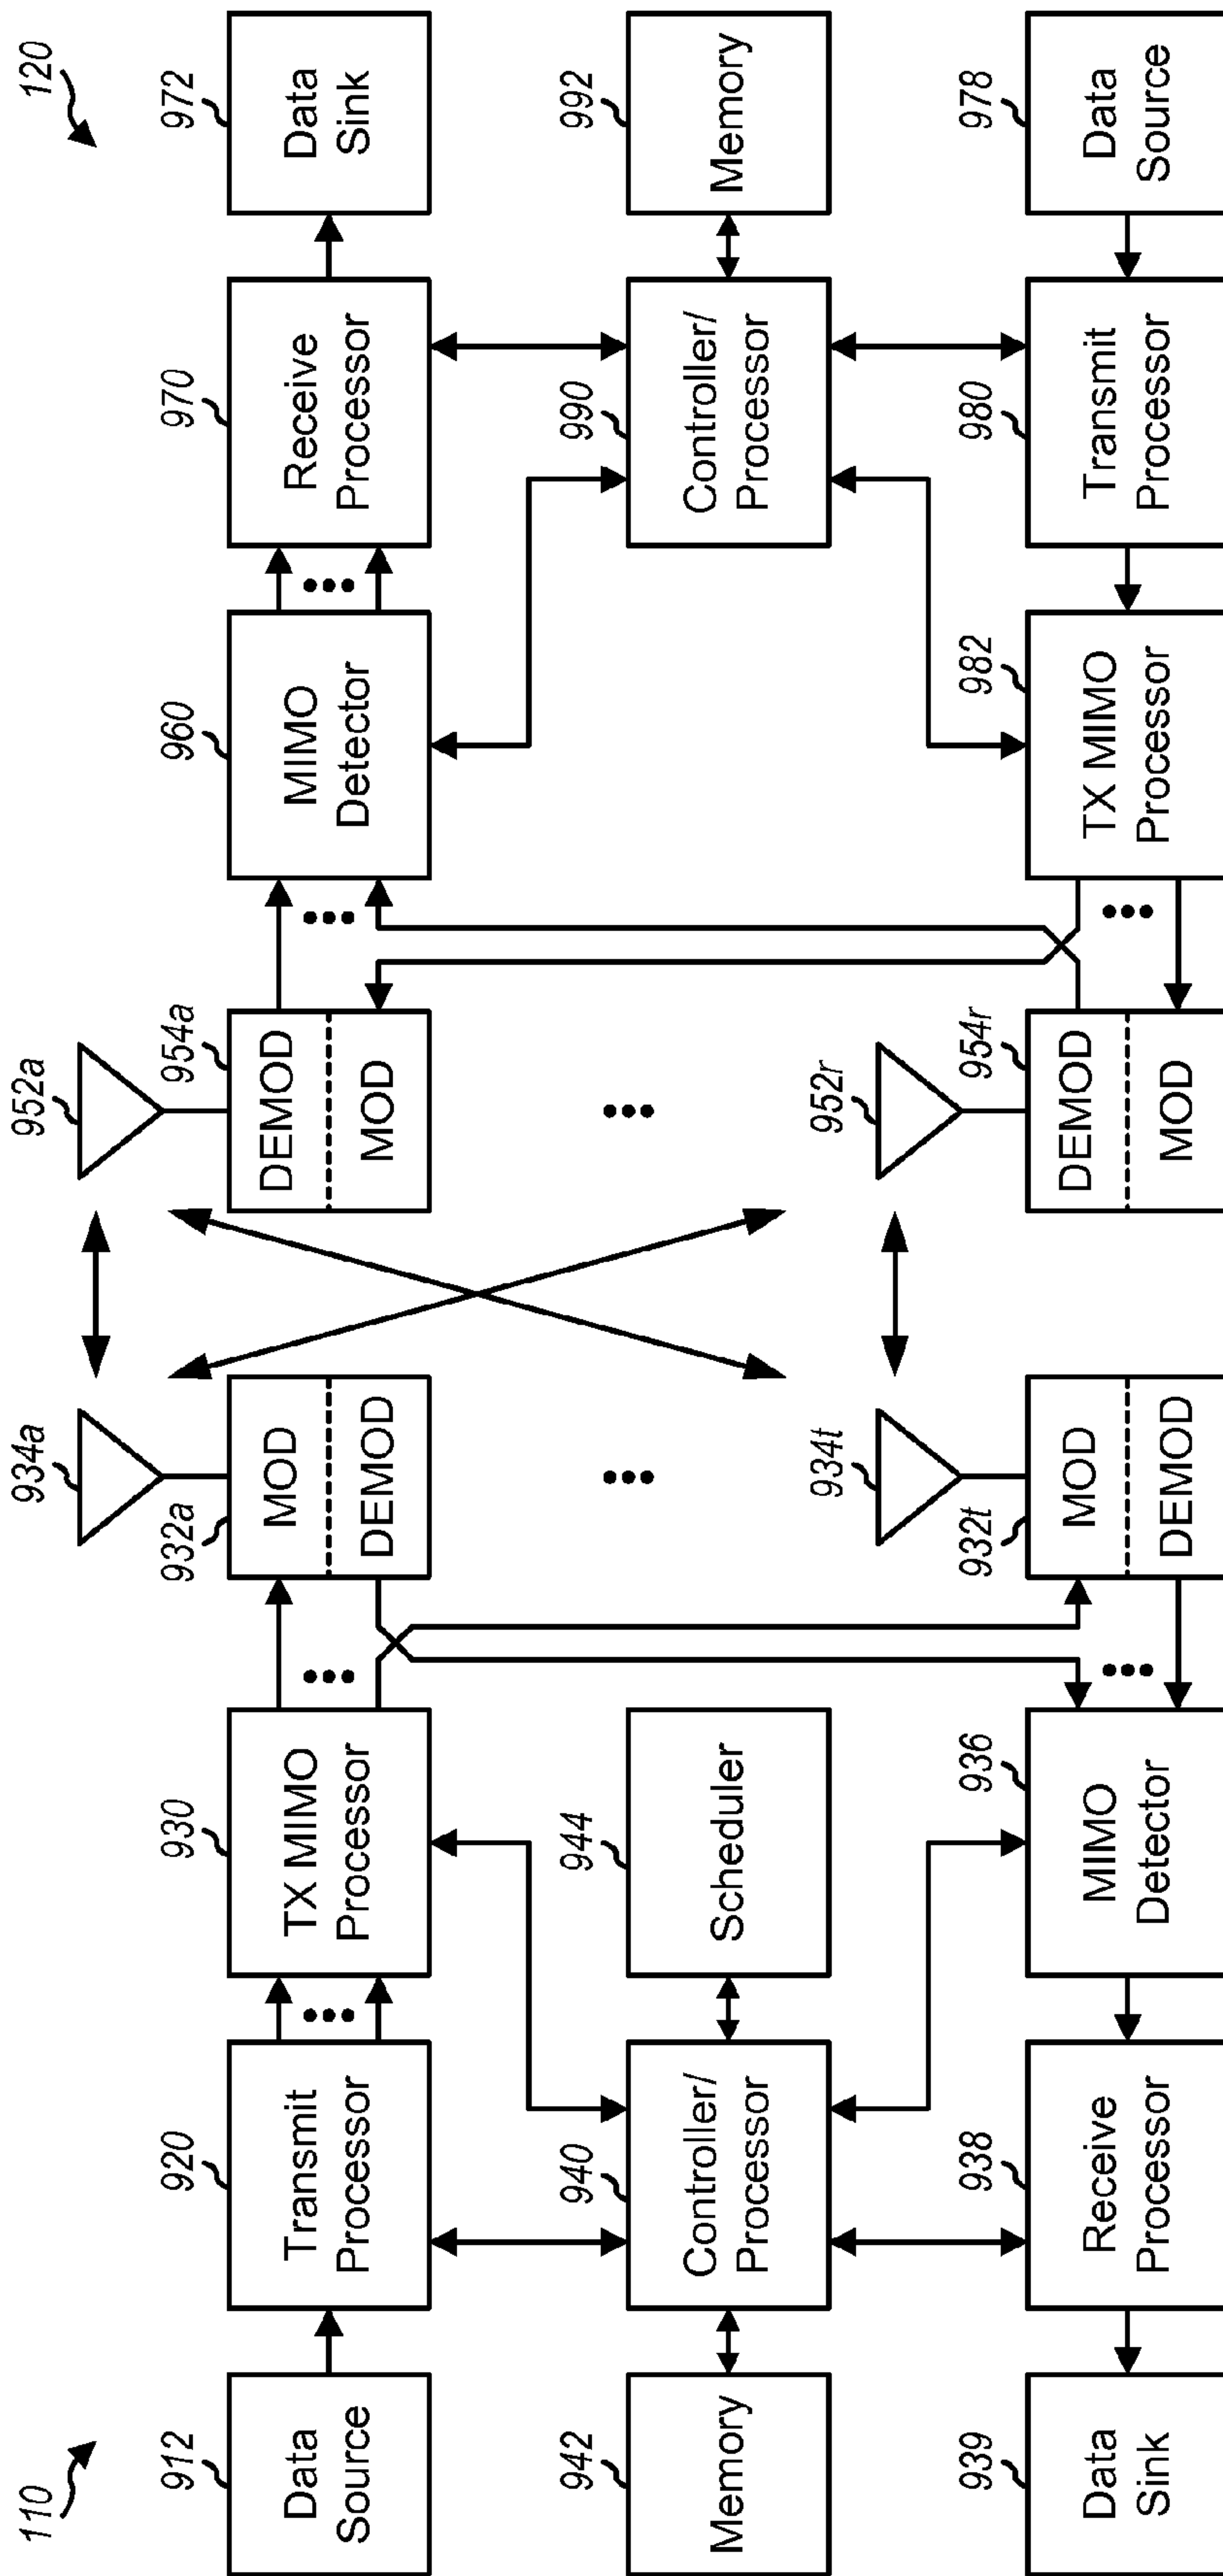 110
120
912
Data
Source
920
Transmit
Processor
930
TX MIMO
Processor
932a
MOD
DEMOD
934a
952a
954a
DEMOD
MOD
960
MIMO
Detector
970
Receive
Processor
972
Data
Sink
942
Memory
940
Controller/
Processor
944
Scheduler
990
Controller/
Processor
992
Memory
939
Data
Sink
938
Receive
Processor
936
MIMO
Detector
932t
MOD
DEMOD
934t
952r
954r
DEMOD
MOD
982
TX MIMO
Processor
980
Transmit
Processor
978
Data
Source